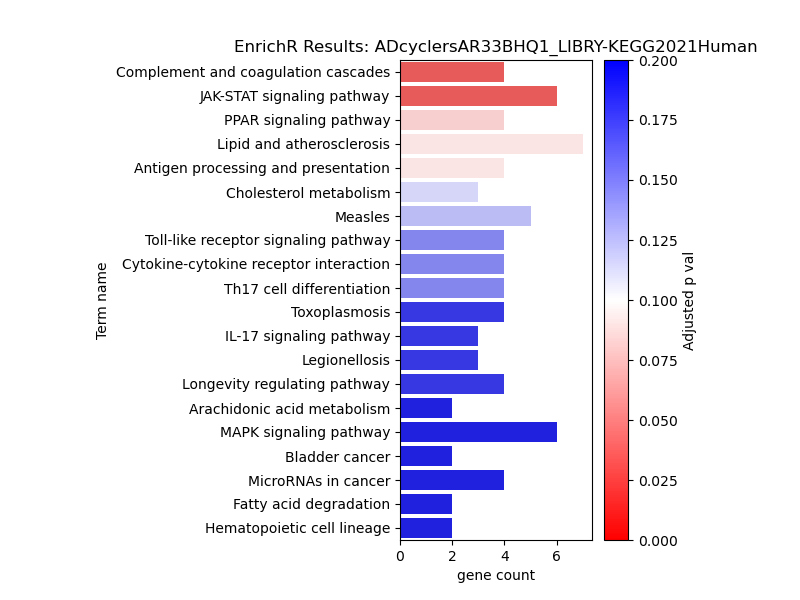 EnrichR Results: ADcyclersAR33BHQ1_LIBRY-KEGG2021Human
Complement and coagulation cascades
JAK-STAT signaling pathway
PPAR signaling pathway
Lipid and atherosclerosis
Antigen processing and presentation
Cholesterol metabolism
Measles
Toll-like receptor signaling pathway
Cytokine-cytokine receptor interaction
Th17 cell differentiation
Toxoplasmosis
IL-17 signaling pathway
Legionellosis
Longevity regulating pathway
Arachidonic acid metabolism
MAPK signaling pathway
Bladder cancer
MicroRNAs in cancer
Fatty acid degradation
Hematopoietic cell lineage
Term name
0 2 4 6
gene count
0.200
0.175
0.150
0.125
0.100
0.075
0.050
0.025
0.000
Adjusted p val